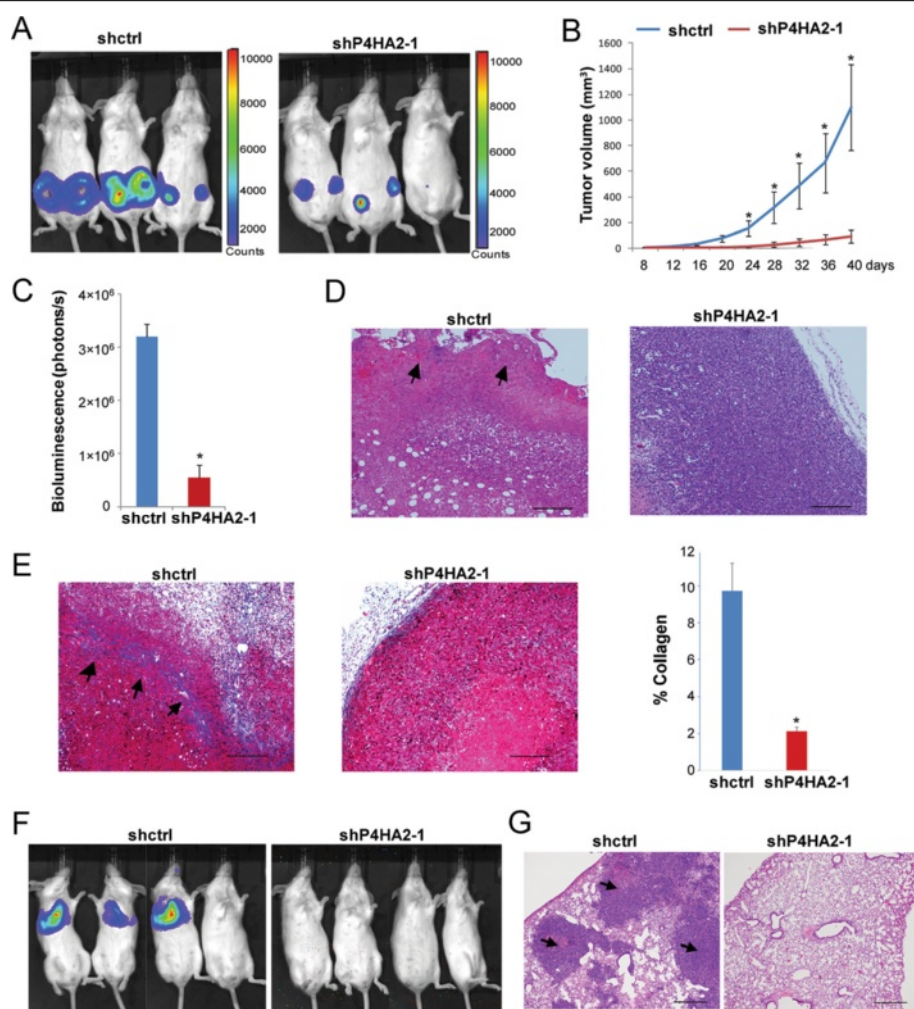 A
shctrl
10000
8000
6000
4000
2000
Counts
shP4HA2-1
10000
8000
6000
4000
2000
Counts
B
shctrl
shP4HA2-1
Tumor volume (mm³)
1600
1400
1200
1000
800
600
400
200
0
*
*
*
*
*
8 12 16 20 24 28 32 36 40 days
C
Bioluminescence (photons/s)
4×10⁶
3×10⁶
2×10⁶
1×10⁶
0
*
shctrl shP4HA2-1
D
shctrl
shP4HA2-1
E
shctrl
shP4HA2-1
% Collagen
12
10
8
6
4
2
0
*
shctrl shP4HA2-1
F
shctrl
shP4HA2-1
G
shctrl
shP4HA2-1